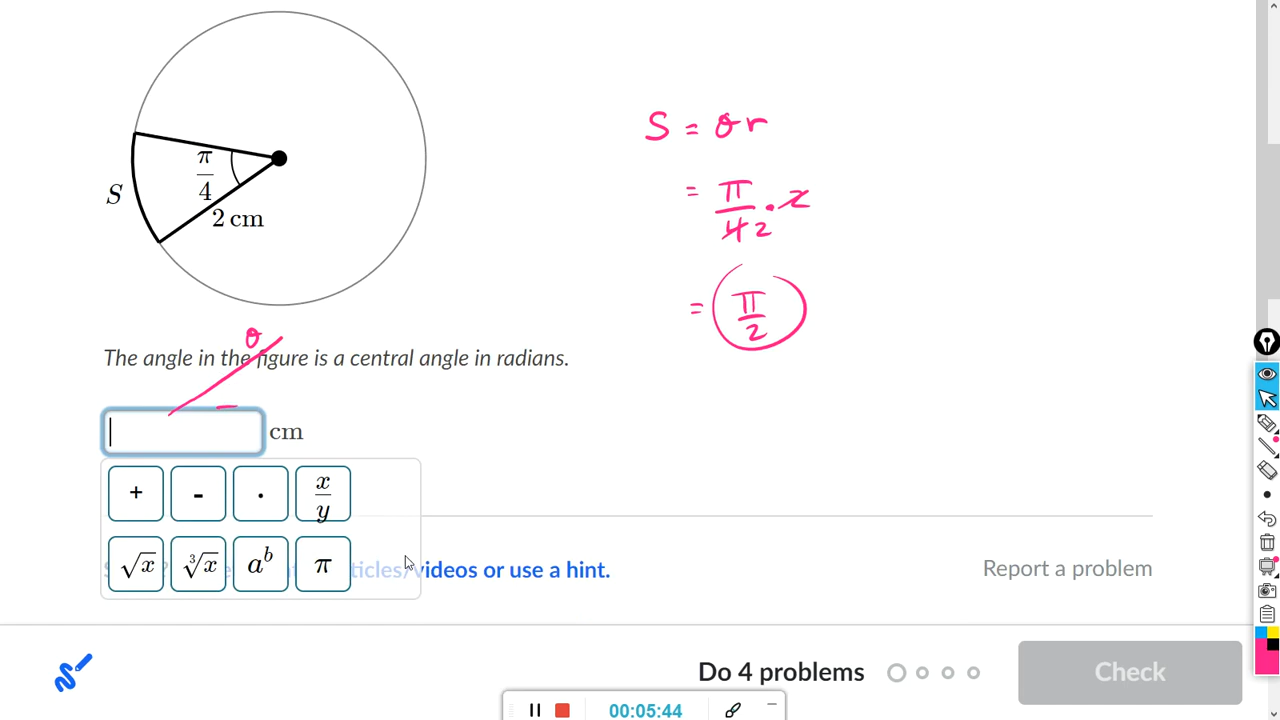 S
π/4
2 cm
S = θr
= π/42 · 2
= π/2
θ
The angle in the figure is a central angle in radians.
cm
+ - · x/y
√x ∛x a^b π
videos or use a hint.
Report a problem
Do 4 problems
Check
00:05:44